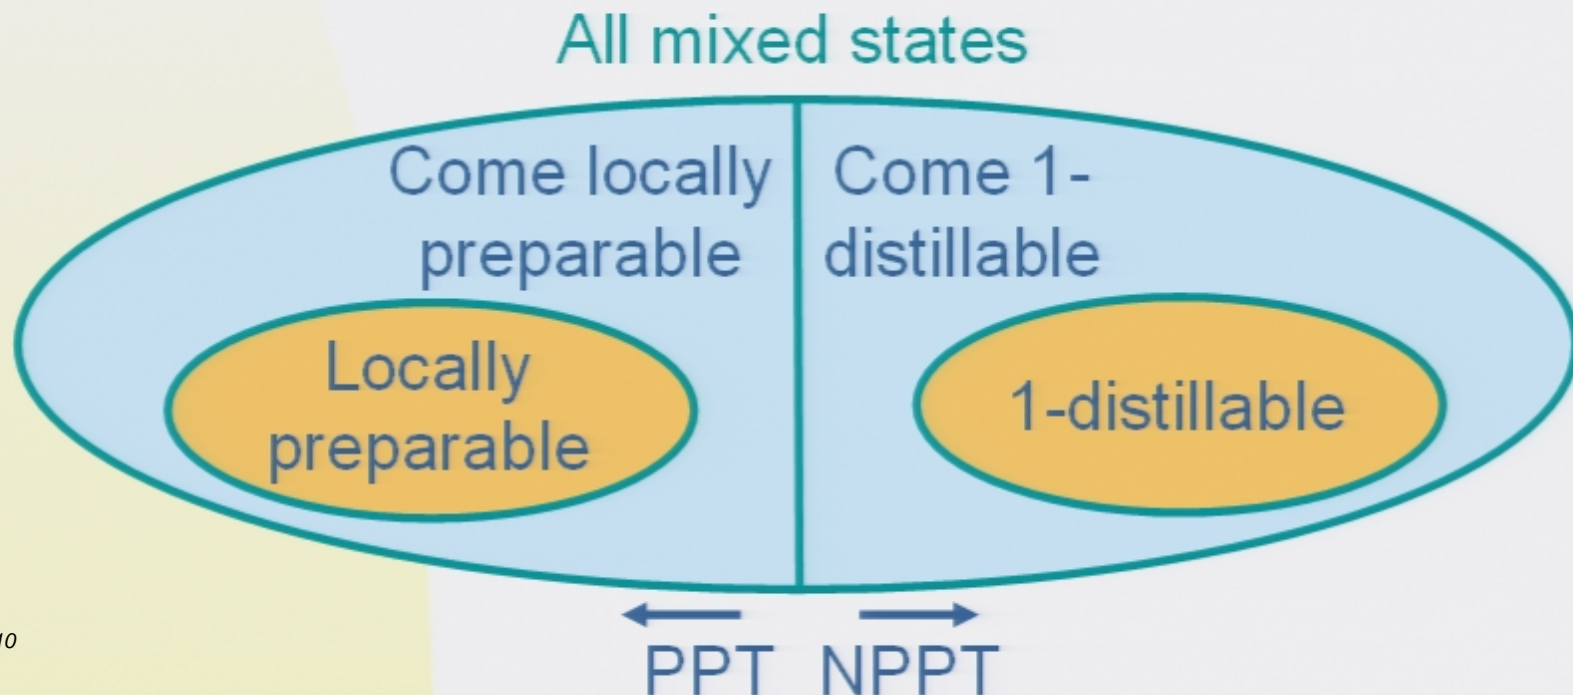 All mixed states
Come locally
preparable
Come 1-
distillable
Locally
preparable
1-distillable
PPT
NPPT